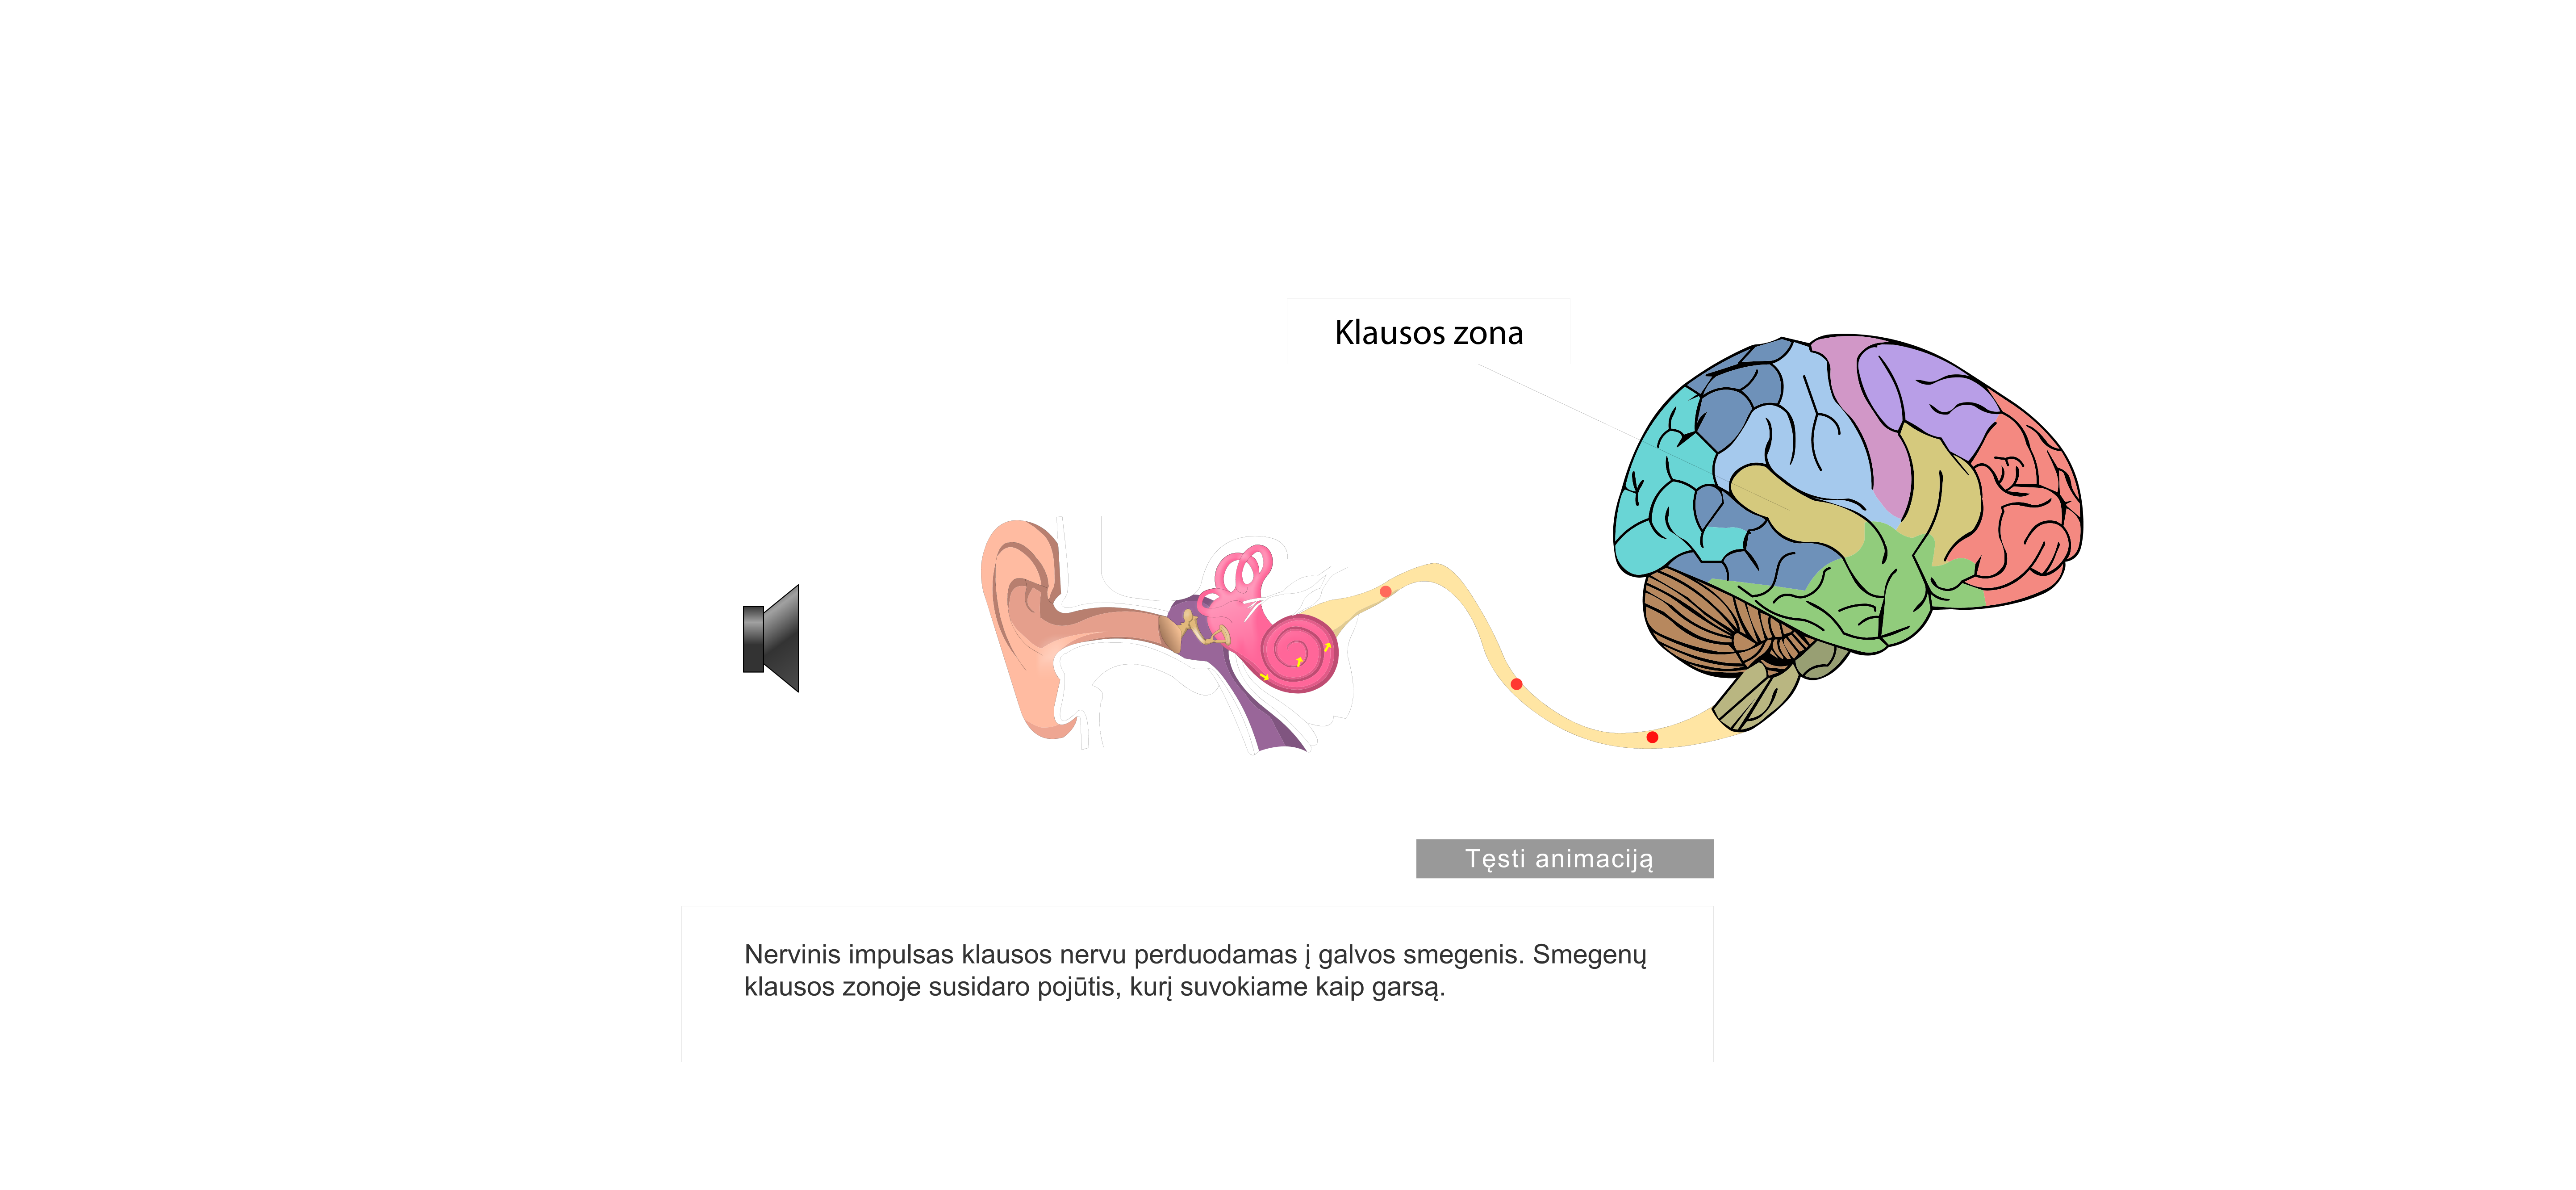 Klausos zona
Tęsti animaciją
Nervinis impulsas klausos nervu perduodamas į galvos smegenis. Smegenų
klausos zonoje susidaro pojūtis, kurį suvokiame kaip garsą.